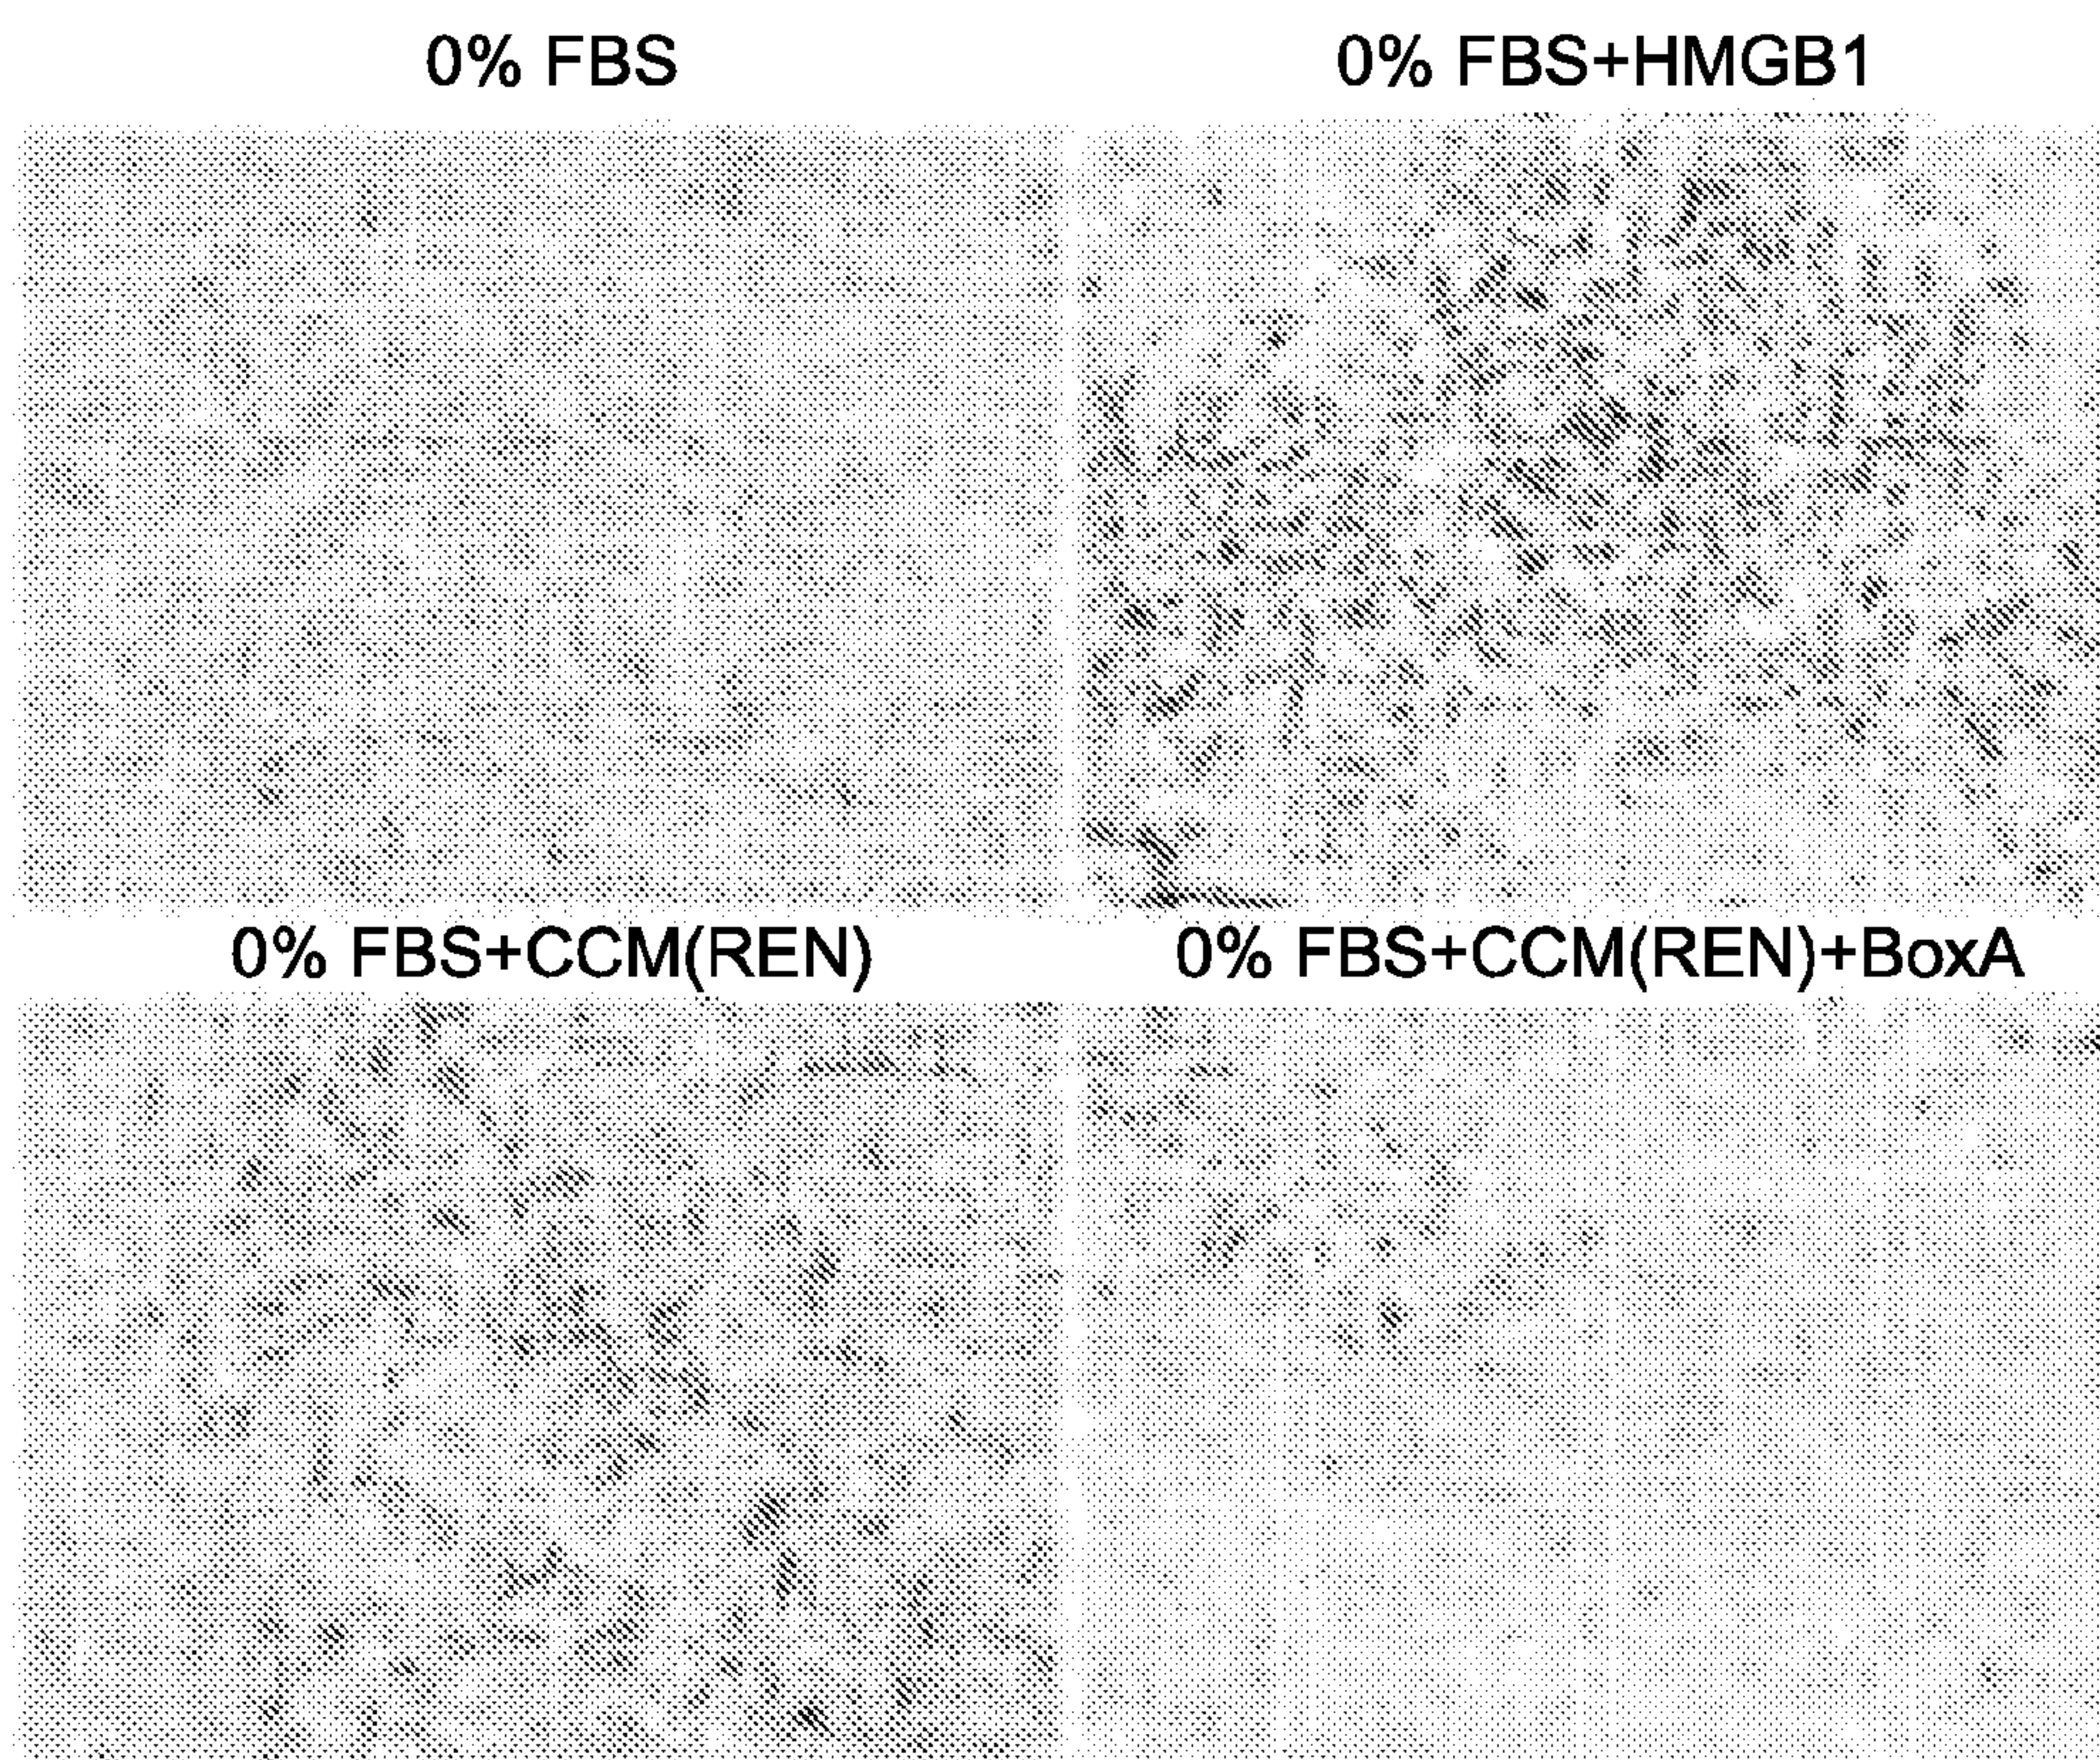 0% FBS
0% FBS+HMGB1
0% FBS+CCM(REN)
0% FBS+CCM(REN)+BoxA